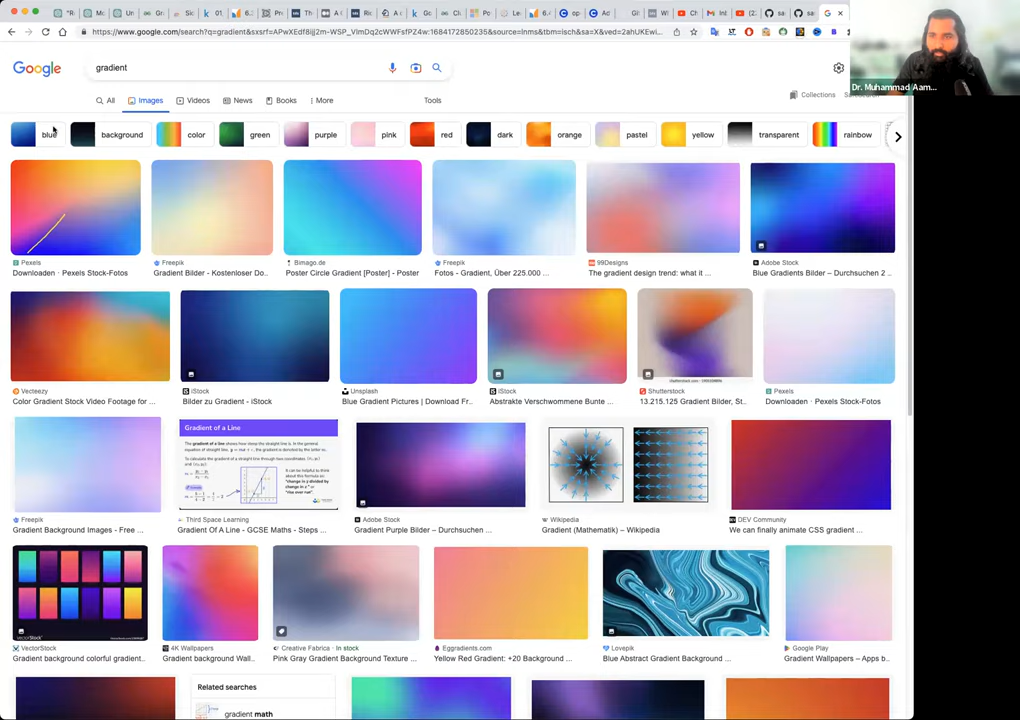 https://www.google.com/search?q=gradient&sxsrf=APwXEdf8ijj2m-WSP_VlmDq2cWWFsfPZ4w:1684172850235&source=lnms&tbm=isch&sa=X&ved=2ahUKEwi...
Google
gradient
Dr. Muhammad Aam...
All
Images
Videos
News
Books
More
Tools
Collections
blue
background
color
green
purple
pink
red
dark
orange
pastel
yellow
transparent
rainbow
Pexels
Downloaden · Pexels Stock-Fotos
Freepik
Gradient Bilder - Kostenloser Do...
Bimago.de
Poster Circle Gradient [Poster] - Poster
Freepik
Fotos - Gradient, Über 225.000 ...
99Designs
The gradient design trend: what it ...
Adobe Stock
Blue Gradients Bilder – Durchsuchen 2 ...
Vecteezy
Color Gradient Stock Video Footage for ...
iStock
Bilder zu Gradient - iStock
Unsplash
Blue Gradient Pictures | Download Fr...
iStock
Abstrakte Verschwommene Bunte ...
Shutterstock
13.215.125 Gradient Bilder, St...
Pexels
Downloaden · Pexels Stock-Fotos
Freepik
Gradient Background Images - Free ...
Gradient of a Line
Third Space Learning
Gradient Of A Line - GCSE Maths - Steps ...
Adobe Stock
Gradient Purple Bilder – Durchsuchen ...
Wikipedia
Gradient (Mathematik) – Wikipedia
DEV Community
We can finally animate CSS gradient ...
VectorStock
Gradient background colorful gradient...
4K Wallpapers
Gradient background Wall...
Creative Fabrica · In stock
Pink Gray Gradient Background Texture ...
Eggradients.com
Yellow Red Gradient: +20 Background ...
Lovepik
Blue Abstract Gradient Background ...
Google Play
Gradient Wallpapers – Apps b...
Related searches
gradient math